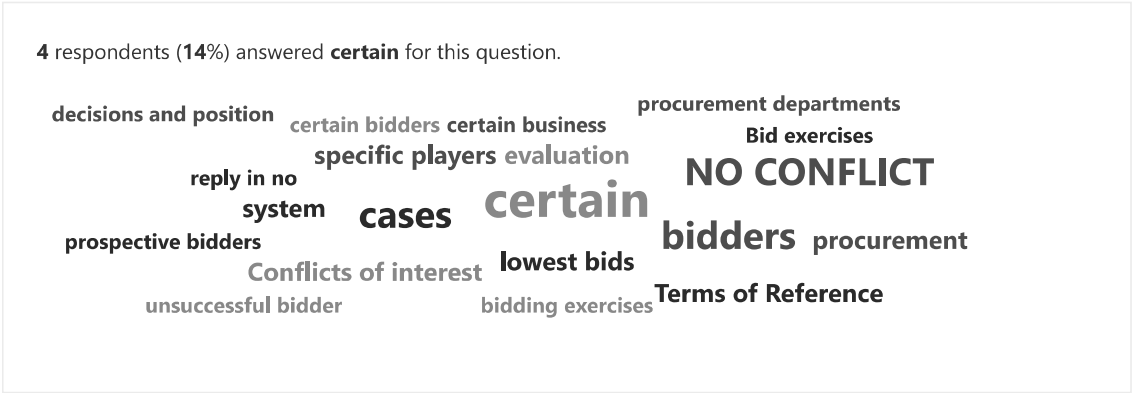 4 respondents (14%) answered certain for this question.
decisions and position
procurement departments
certain bidders certain business
Bid exercises
specific players evaluation
NO CONFLICT
reply in no
certain
system
cases
bidders procurement
prospective bidders
lowest bids
Conflicts of interest
Terms of Reference
unsuccessful bidder
bidding exercises